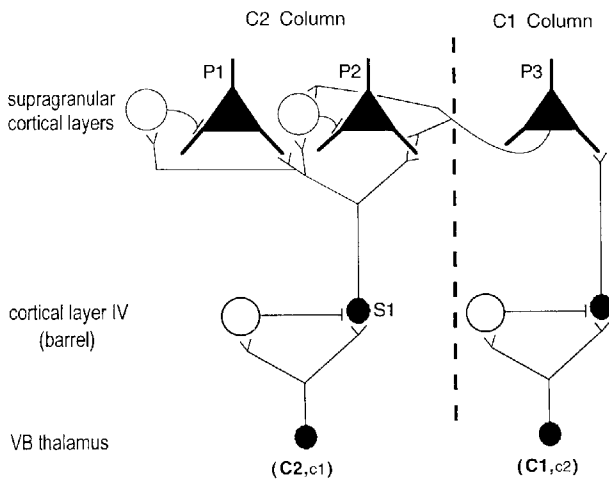 C2 Column
C1 Column
P1
P2
P3
supragranular
cortical layers
S1
cortical layer IV
(barrel)
VB thalamus
(C2,c1)
(C1,c2)